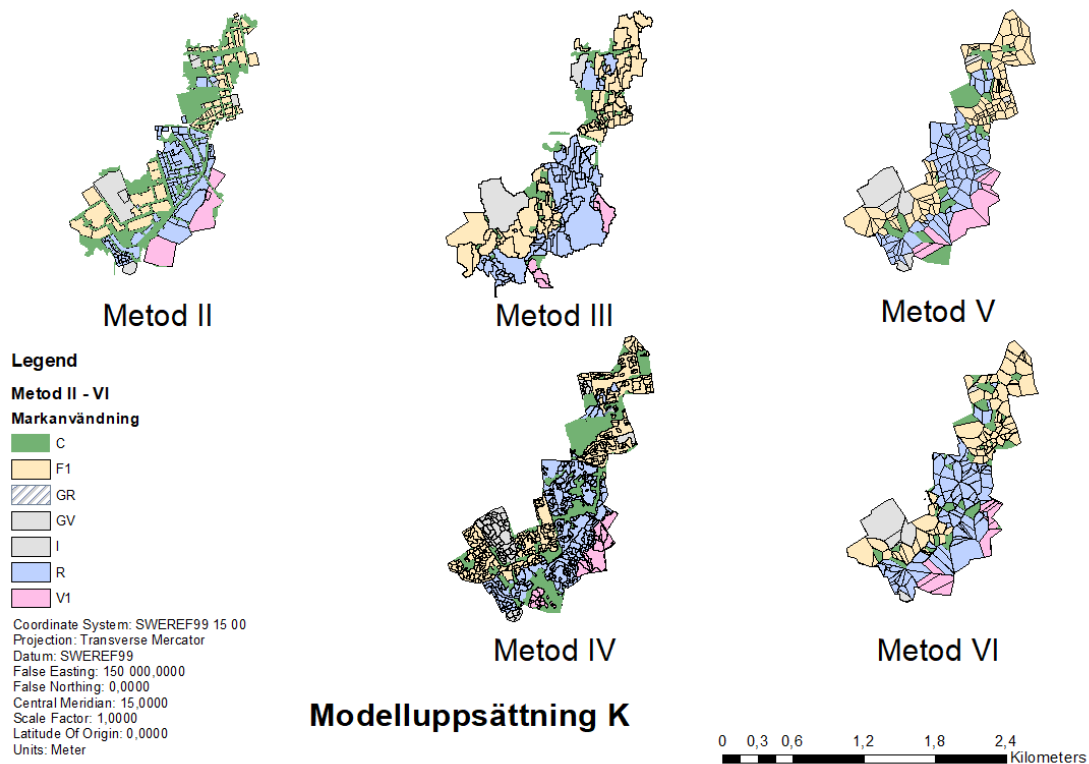 Metod II
Metod III
Metod V
Legend
Metod II - VI
Markanvändning
C
F1
GR
GV
I
R
V1
Coordinate System: SWEREF99 15 00
Projection: Transverse Mercator
Datum: SWEREF99
False Easting: 150 000,0000
False Northing: 0,0000
Central Meridian: 15,0000
Scale Factor: 1,0000
Latitude Of Origin: 0,0000
Units: Meter
Metod IV
Metod VI
Modelluppsättning K
0 0,3 0,6 1,2 1,8 2,4
Kilometers